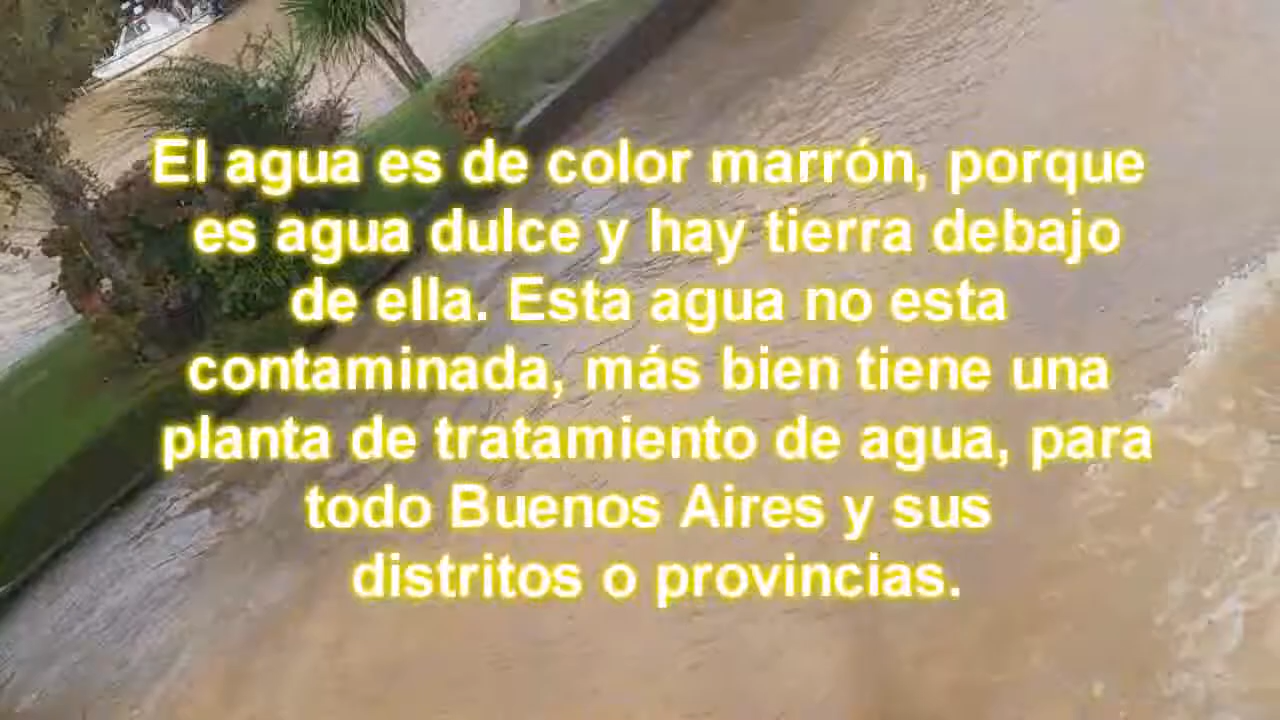 El agua es de color marrón, porque
es agua dulce y hay tierra debajo
de ella. Esta agua no esta
contaminada, más bien tiene una
planta de tratamiento de agua, para
todo Buenos Aires y sus
distritos o provincias.